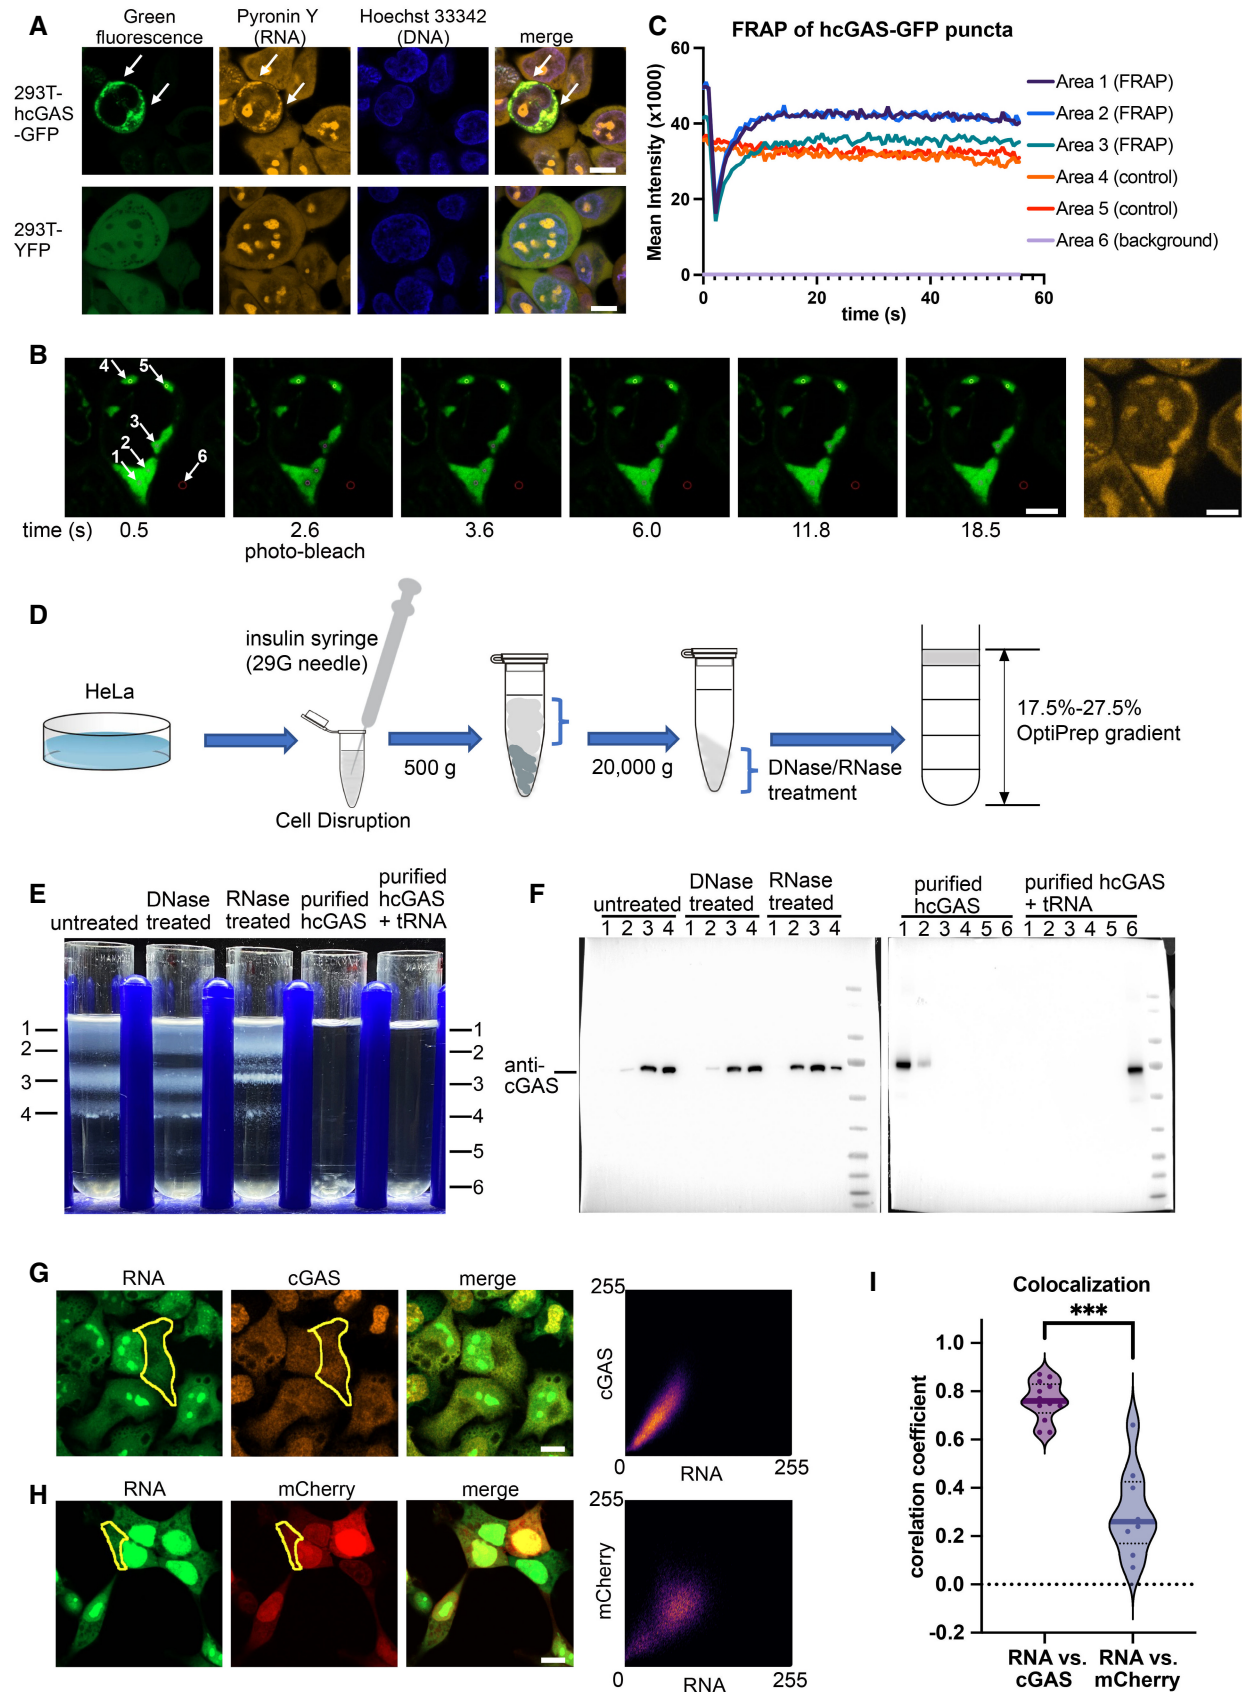 A
Green fluorescence
Pyronin Y (RNA)
Hoechst 33342 (DNA)
merge
293T-
hcGAS
-GFP
293T-
YFP
C
FRAP of hcGAS-GFP puncta
Mean Intensity (x1000)
60
40
20
0
0 20 40 60
time (s)
Area 1 (FRAP)
Area 2 (FRAP)
Area 3 (FRAP)
Area 4 (control)
Area 5 (control)
Area 6 (background)
B
4 5
3
2
1 6
time (s) 0.5 2.6 3.6 6.0 11.8 18.5
photo-bleach
D
HeLa
insulin syringe
(29G needle)
Cell Disruption
500 g
20,000 g
DNase/RNase
treatment
17.5%-27.5%
OptiPrep gradient
E
untreated
DNase treated
RNase treated
purified hcGAS
purified hcGAS + tRNA
1
2
3
4
1
2
3
4
5
6
F
untreated
DNase treated
RNase treated
purified hcGAS
purified hcGAS + tRNA
1 2 3 4 1 2 3 4 1 2 3 4
1 2 3 4 5 6 1 2 3 4 5 6
anti-
cGAS
G
RNA
cGAS
merge
255
cGAS
0
RNA
255
H
RNA
mCherry
merge
255
mCherry
0
RNA
255
I
Colocalization
***
corelation coefficient
1.0
0.8
0.6
0.4
0.2
0.0
-0.2
RNA vs. cGAS
RNA vs. mCherry